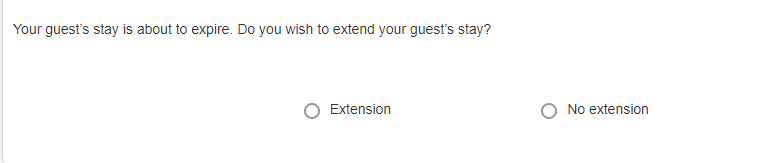 Your guest's stay is about to expire. Do you wish to extend your guest's stay?
Extension No extension